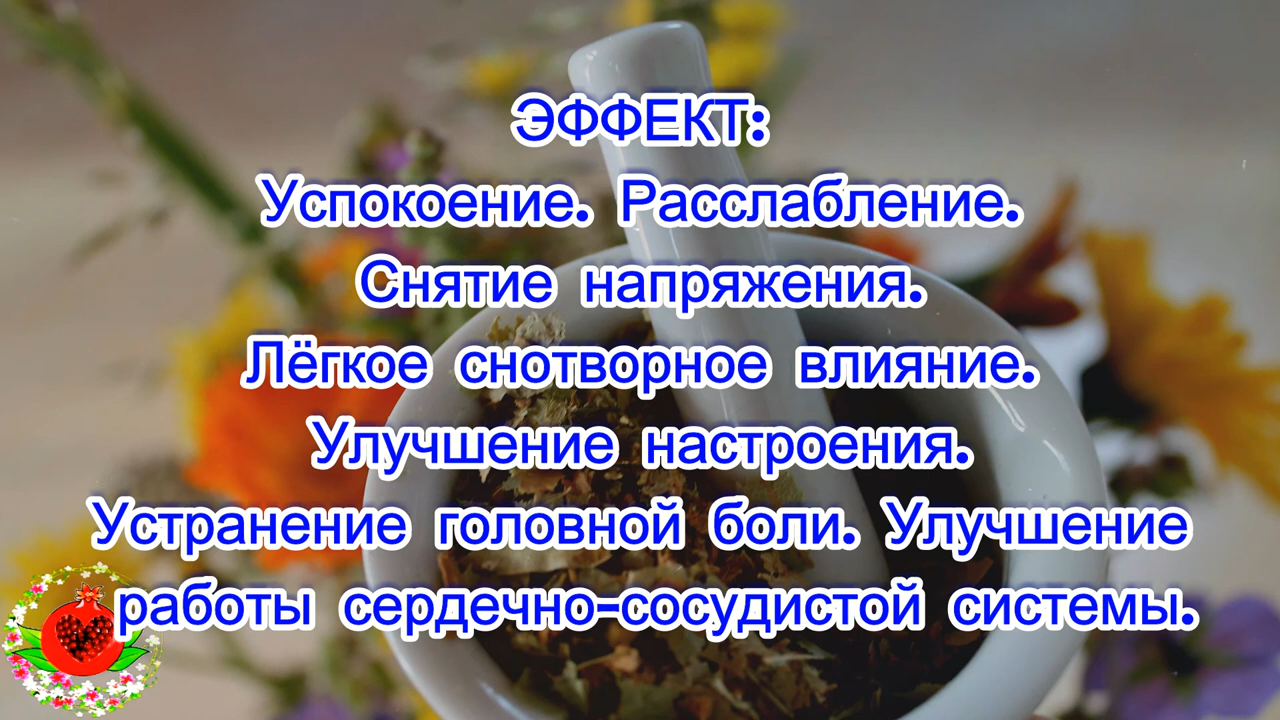 ЭФФЕКТ:
Успокоение. Расслабление.
Снятие напряжения.
Лёгкое снотворное влияние.
Улучшение настроения.
Устранение головной боли. Улучшение
работы сердечно-сосудистой системы.